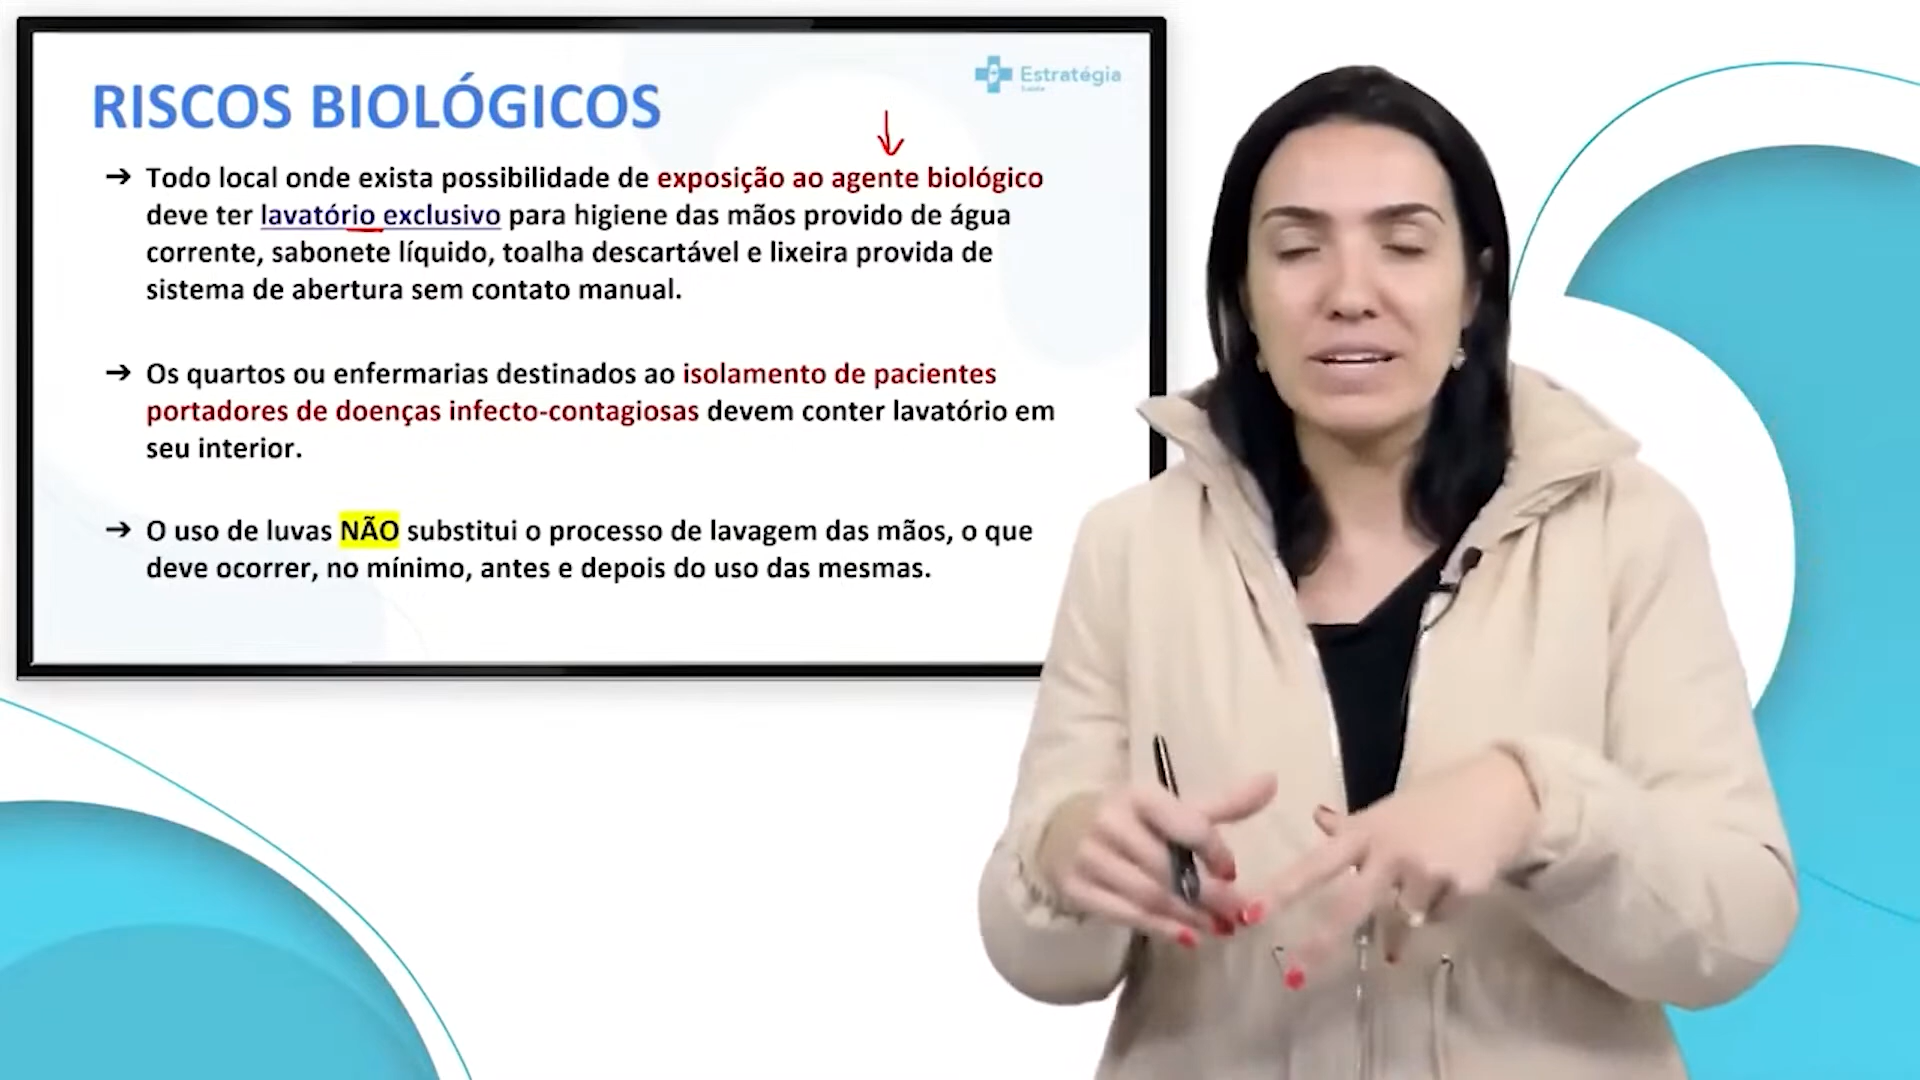 Estratégia
Saúde
RISCOS BIOLÓGICOS
➔ Todo local onde exista possibilidade de exposição ao agente biológico
deve ter lavatório exclusivo para higiene das mãos provido de água
corrente, sabonete líquido, toalha descartável e lixeira provida de
sistema de abertura sem contato manual.
➔ Os quartos ou enfermarias destinados ao isolamento de pacientes
portadores de doenças infecto-contagiosas devem conter lavatório em
seu interior.
➔ O uso de luvas NÃO substitui o processo de lavagem das mãos, o que
deve ocorrer, no mínimo, antes e depois do uso das mesmas.